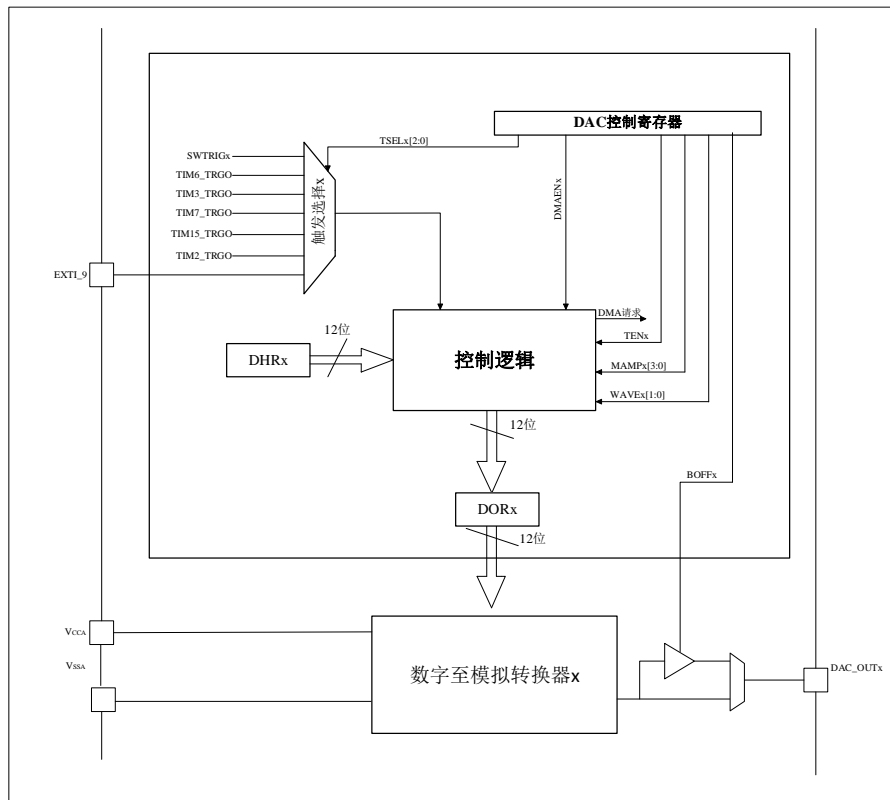 DAC控制寄存器
TSELx[2:0]
SWTRIGx
TIM6_TRGO
TIM3_TRGO
TIM7_TRGO
TIM15_TRGO
TIM2_TRGO
触发选择x
DMAENx
EXTI_9
DMA请求
TENx
MAMPx[3:0]
WAVEx[1:0]
12位
DHRx
控制逻辑
12位
BOFFx
DORx
12位
VCCA
VSSA
数字至模拟转换器x
DAC_OUTx